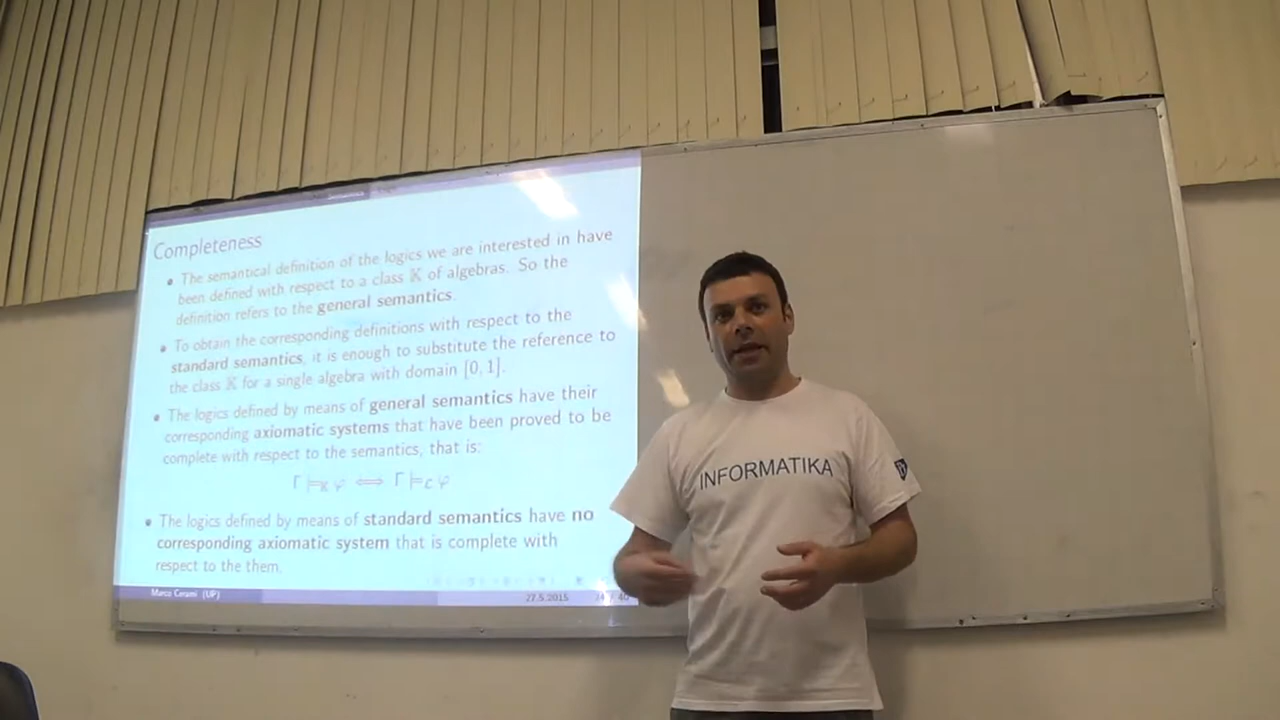 Semantics
Completeness
• The semantical definition of the logics we are interested in have
been defined with respect to a class 𝕂 of algebras. So the
definition refers to the general semantics.
• To obtain the corresponding definitions with respect to the
standard semantics, it is enough to substitute the reference to
the class 𝕂 for a single algebra with domain [0, 1].
• The logics defined by means of general semantics have their
corresponding axiomatic systems that have been proved to be
complete with respect to the semantics, that is:
Γ ⊨𝕂 φ ⟺ Γ ⊨C φ
• The logics defined by means of standard semantics have no
corresponding axiomatic system that is complete with
respect to the them.
Marco Cerami (UP)
27.5.2015
/ 40
INFORMATIKA